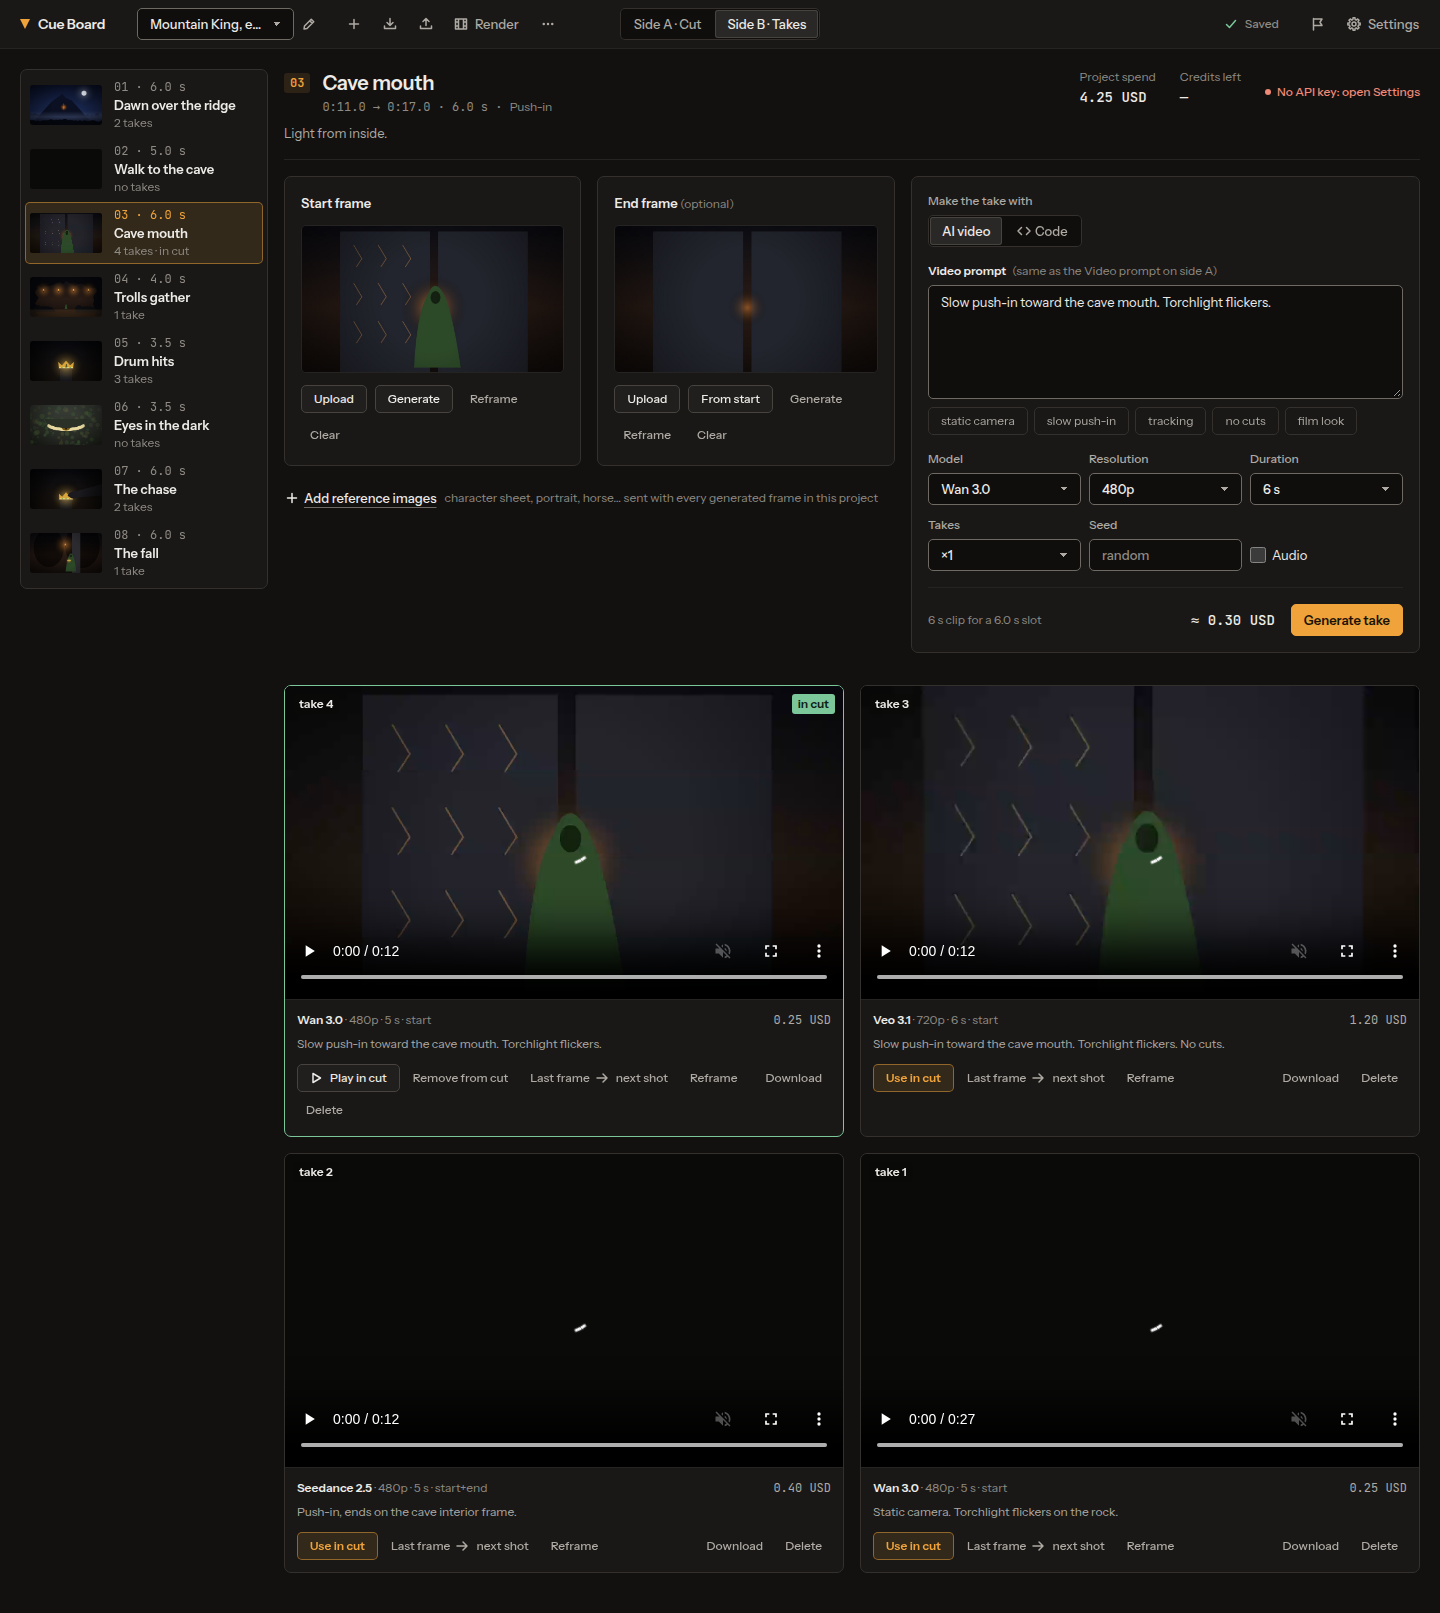 Cue Board
Mountain King, e...
Render
Side A · Cut
Side B · Takes
Saved
Settings
01 · 6.0 s
Dawn over the ridge
2 takes
02 · 5.0 s
Walk to the cave
no takes
03 · 6.0 s
Cave mouth
4 takes · in cut
04 · 4.0 s
Trolls gather
1 take
05 · 3.5 s
Drum hits
3 takes
06 · 3.5 s
Eyes in the dark
no takes
07 · 6.0 s
The chase
2 takes
08 · 6.0 s
The fall
1 take
03
Cave mouth
0:11.0 → 0:17.0 · 6.0 s · Push-in
Light from inside.
Project spend
4.25 USD
Credits left
—
No API key: open Settings
Start frame
Upload
Generate
Reframe
Clear
End frame (optional)
Upload
From start
Generate
Reframe
Clear
Add reference images
character sheet, portrait, horse... sent with every generated frame in this project
Make the take with
AI video
Code
Video prompt (same as the Video prompt on side A)
Slow push-in toward the cave mouth. Torchlight flickers.
static camera
slow push-in
tracking
no cuts
film look
Model
Resolution
Duration
Wan 3.0
480p
6 s
Takes
Seed
×1
random
Audio
6 s clip for a 6.0 s slot
≈ 0.30 USD
Generate take
take 4
in cut
0:00 / 0:12
Wan 3.0 · 480p · 5 s · start
0.25 USD
Slow push-in toward the cave mouth. Torchlight flickers.
Play in cut
Remove from cut
Last frame → next shot
Reframe
Download
Delete
take 3
0:00 / 0:12
Veo 3.1 · 720p · 6 s · start
1.20 USD
Slow push-in toward the cave mouth. Torchlight flickers. No cuts.
Use in cut
Last frame → next shot
Reframe
Download
Delete
take 2
0:00 / 0:12
Seedance 2.5 · 480p · 5 s · start+end
0.40 USD
Push-in, ends on the cave interior frame.
Use in cut
Last frame → next shot
Reframe
Download
Delete
take 1
0:00 / 0:27
Wan 3.0 · 480p · 5 s · start
0.25 USD
Static camera. Torchlight flickers on the rock.
Use in cut
Last frame → next shot
Reframe
Download
Delete